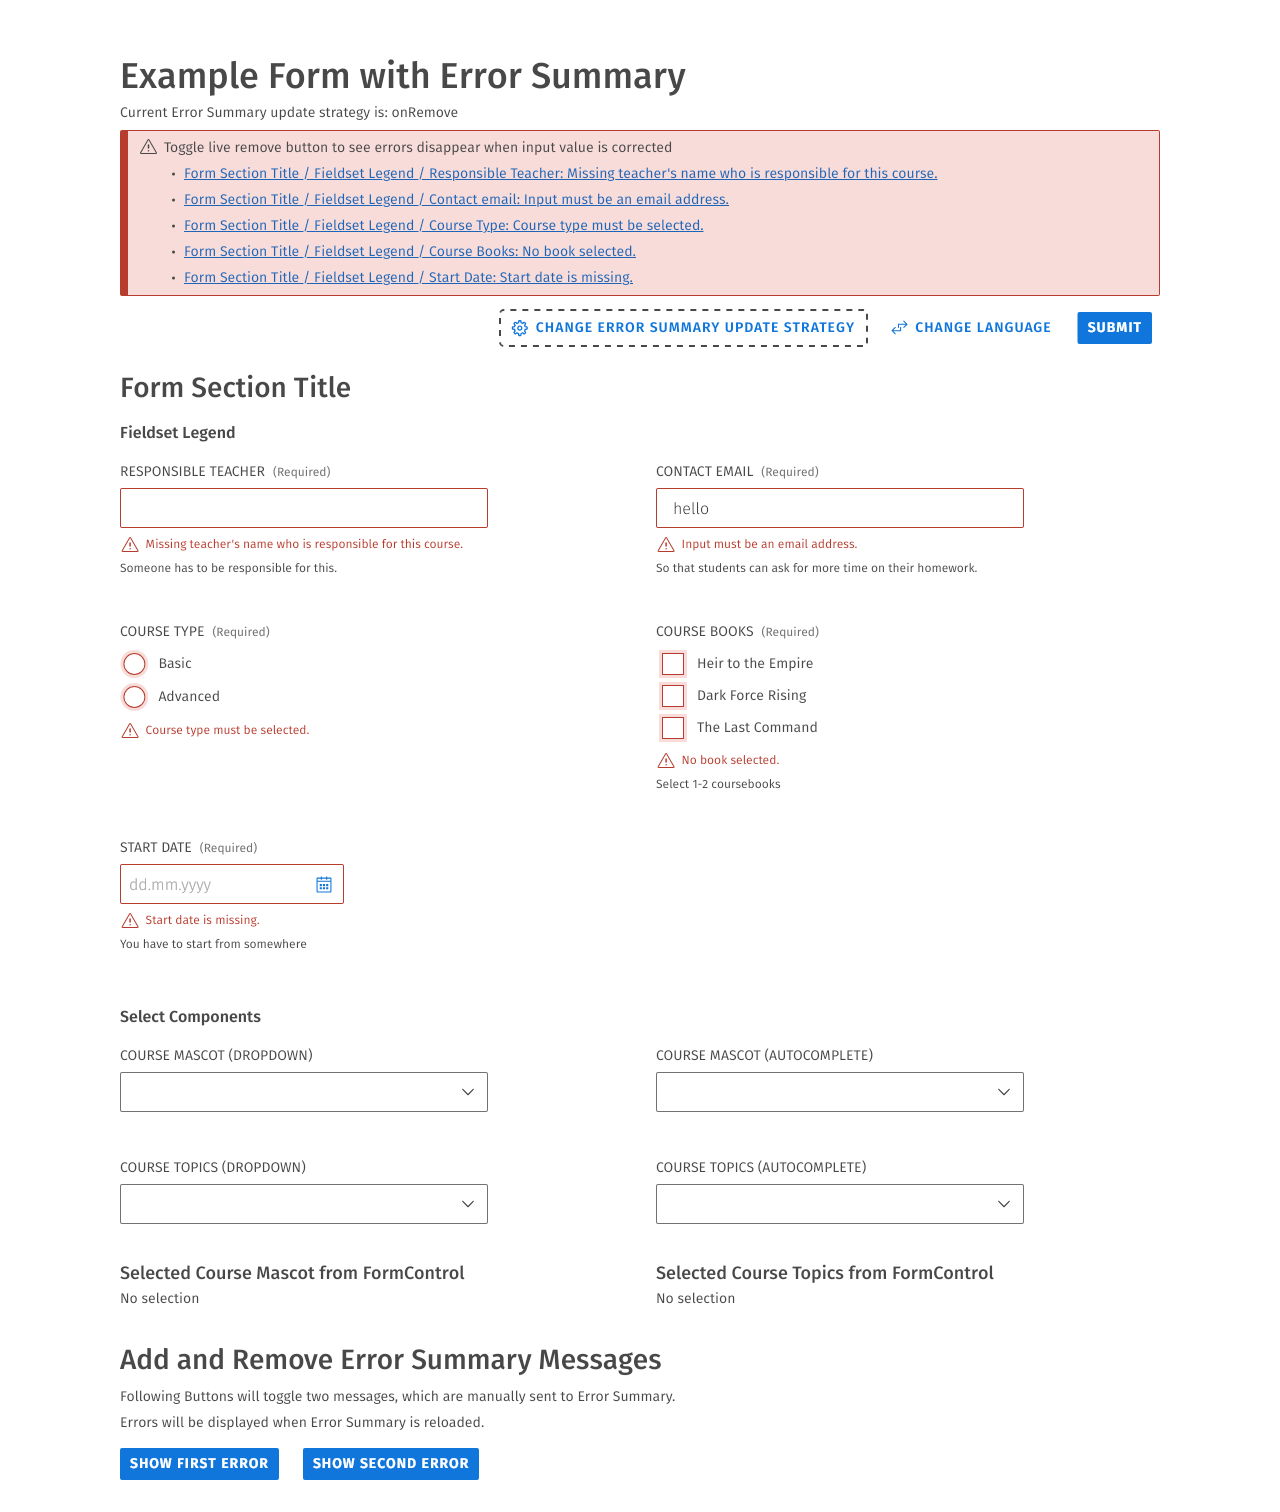 Example Form with Error Summary
Current Error Summary update strategy is: onRemove
Toggle live remove button to see errors disappear when input value is corrected
• Form Section Title / Fieldset Legend / Responsible Teacher: Missing teacher's name who is responsible for this course.
• Form Section Title / Fieldset Legend / Contact email: Input must be an email address.
• Form Section Title / Fieldset Legend / Course Type: Course type must be selected.
• Form Section Title / Fieldset Legend / Course Books: No book selected.
• Form Section Title / Fieldset Legend / Start Date: Start date is missing.
CHANGE ERROR SUMMARY UPDATE STRATEGY CHANGE LANGUAGE SUBMIT
Form Section Title
Fieldset Legend
RESPONSIBLE TEACHER (Required)
Missing teacher's name who is responsible for this course.
Someone has to be responsible for this.
CONTACT EMAIL (Required)
hello
Input must be an email address.
So that students can ask for more time on their homework.
COURSE TYPE (Required)
Basic
Advanced
Course type must be selected.
COURSE BOOKS (Required)
Heir to the Empire
Dark Force Rising
The Last Command
No book selected.
Select 1-2 coursebooks
START DATE (Required)
dd.mm.yyyy
Start date is missing.
You have to start from somewhere
Select Components
COURSE MASCOT (DROPDOWN)
COURSE MASCOT (AUTOCOMPLETE)
COURSE TOPICS (DROPDOWN)
COURSE TOPICS (AUTOCOMPLETE)
Selected Course Mascot from FormControl
No selection
Selected Course Topics from FormControl
No selection
Add and Remove Error Summary Messages
Following Buttons will toggle two messages, which are manually sent to Error Summary.
Errors will be displayed when Error Summary is reloaded.
SHOW FIRST ERROR SHOW SECOND ERROR